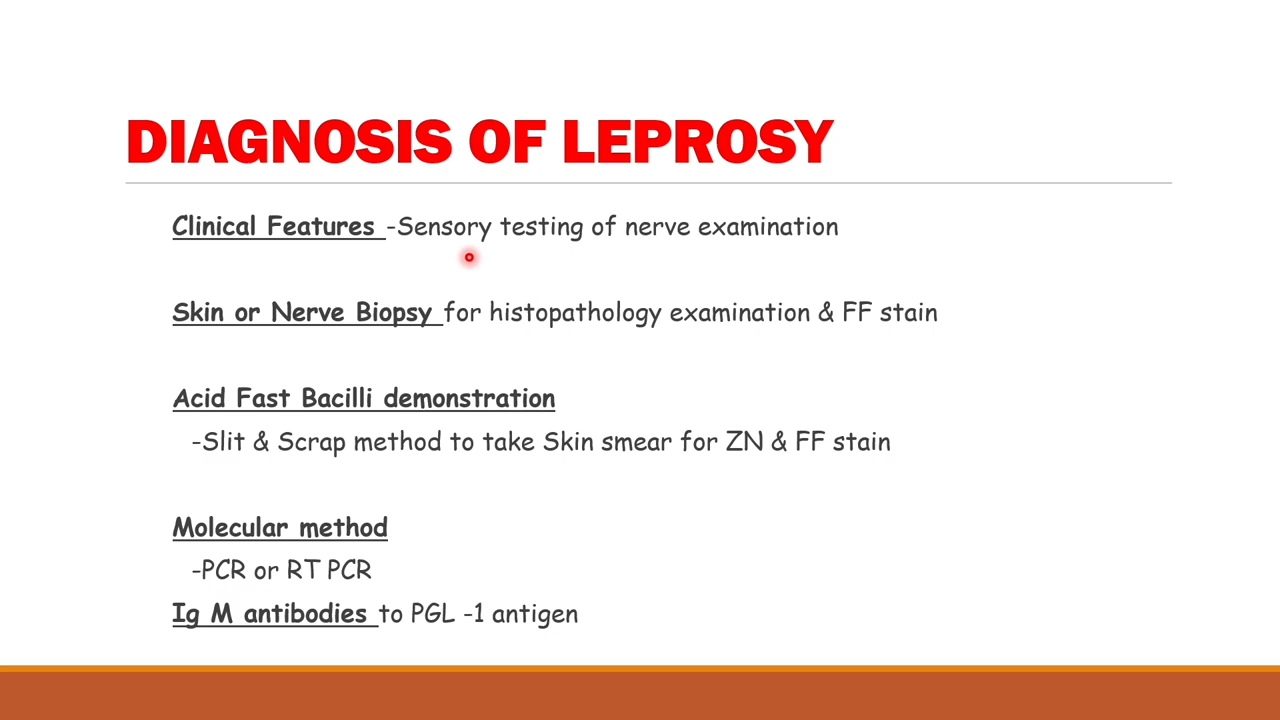 DIAGNOSIS OF LEPROSY
Clinical Features -Sensory testing of nerve examination
Skin or Nerve Biopsy for histopathology examination & FF stain
Acid Fast Bacilli demonstration
-Slit & Scrap method to take Skin smear for ZN & FF stain
Molecular method
-PCR or RT PCR
Ig M antibodies to PGL -1 antigen